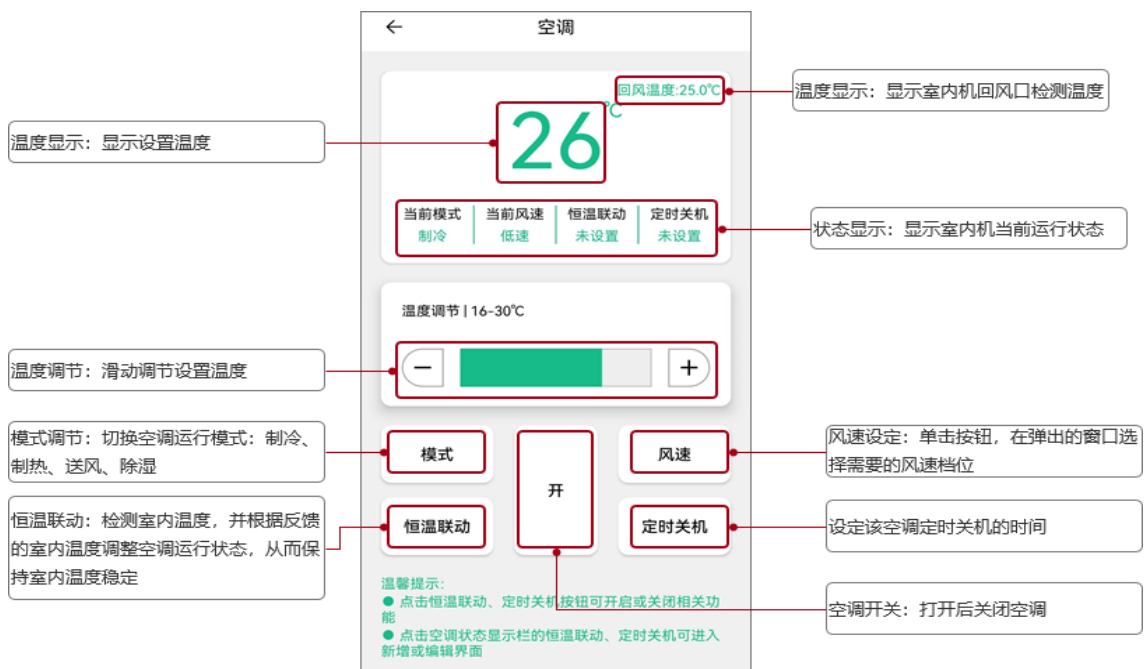 空调
回风温度:25.0℃
温度显示：显示室内机回风口检测温度
26℃
温度显示：显示设置温度
当前模式 当前风速 恒温联动 定时关机
制冷 低速 未设置 未设置
状态显示：显示室内机当前运行状态
温度调节 | 16-30℃
温度调节：滑动调节设置温度
模式调节：切换空调运行模式：制冷、
制热、送风、除湿
模式
开
风速
风速设定：单击按钮，在弹出的窗口选
择需要的风速档位
恒温联动：检测室内温度，并根据反馈
的室内温度调整空调运行状态，从而保
持室内温度稳定
恒温联动
定时关机
设定该空调定时关机的时间
空调开关：打开后关闭空调
温馨提示：
● 点击恒温联动、定时关机按钮可开启或关闭相关功
能
● 点击空调状态显示栏的恒温联动、定时关机可进入
新增或编辑界面